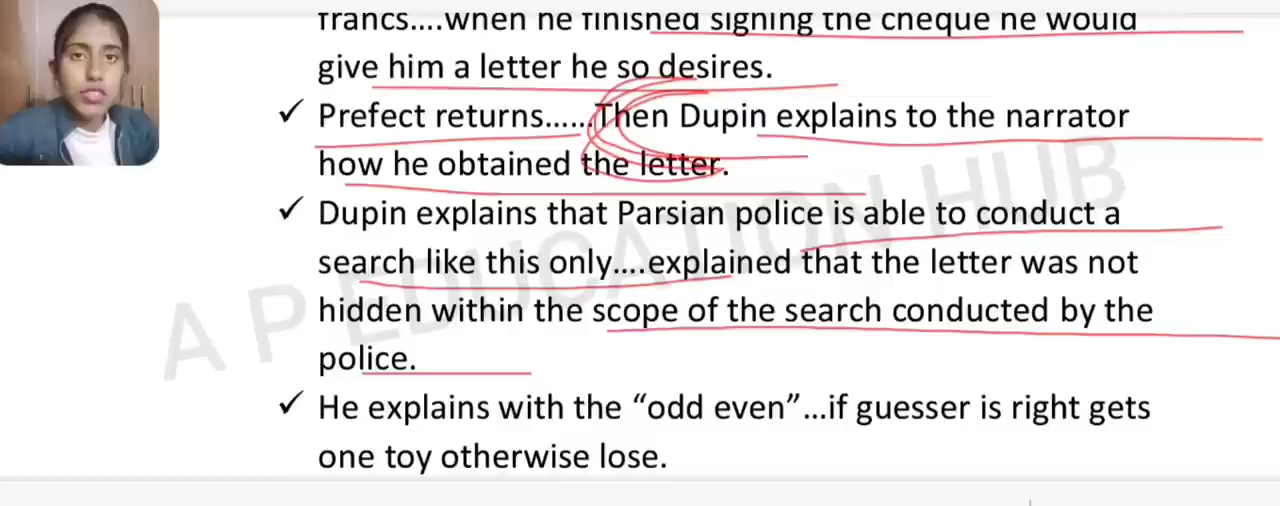 francs....when he finished signing the cheque he would
give him a letter he so desires.
✓ Prefect returns......Then Dupin explains to the narrator
how he obtained the letter.
✓ Dupin explains that Parsian police is able to conduct a
search like this only....explained that the letter was not
hidden within the scope of the search conducted by the
police.
✓ He explains with the “odd even”...if guesser is right gets
one toy otherwise lose.
A P EDUCATION HUB